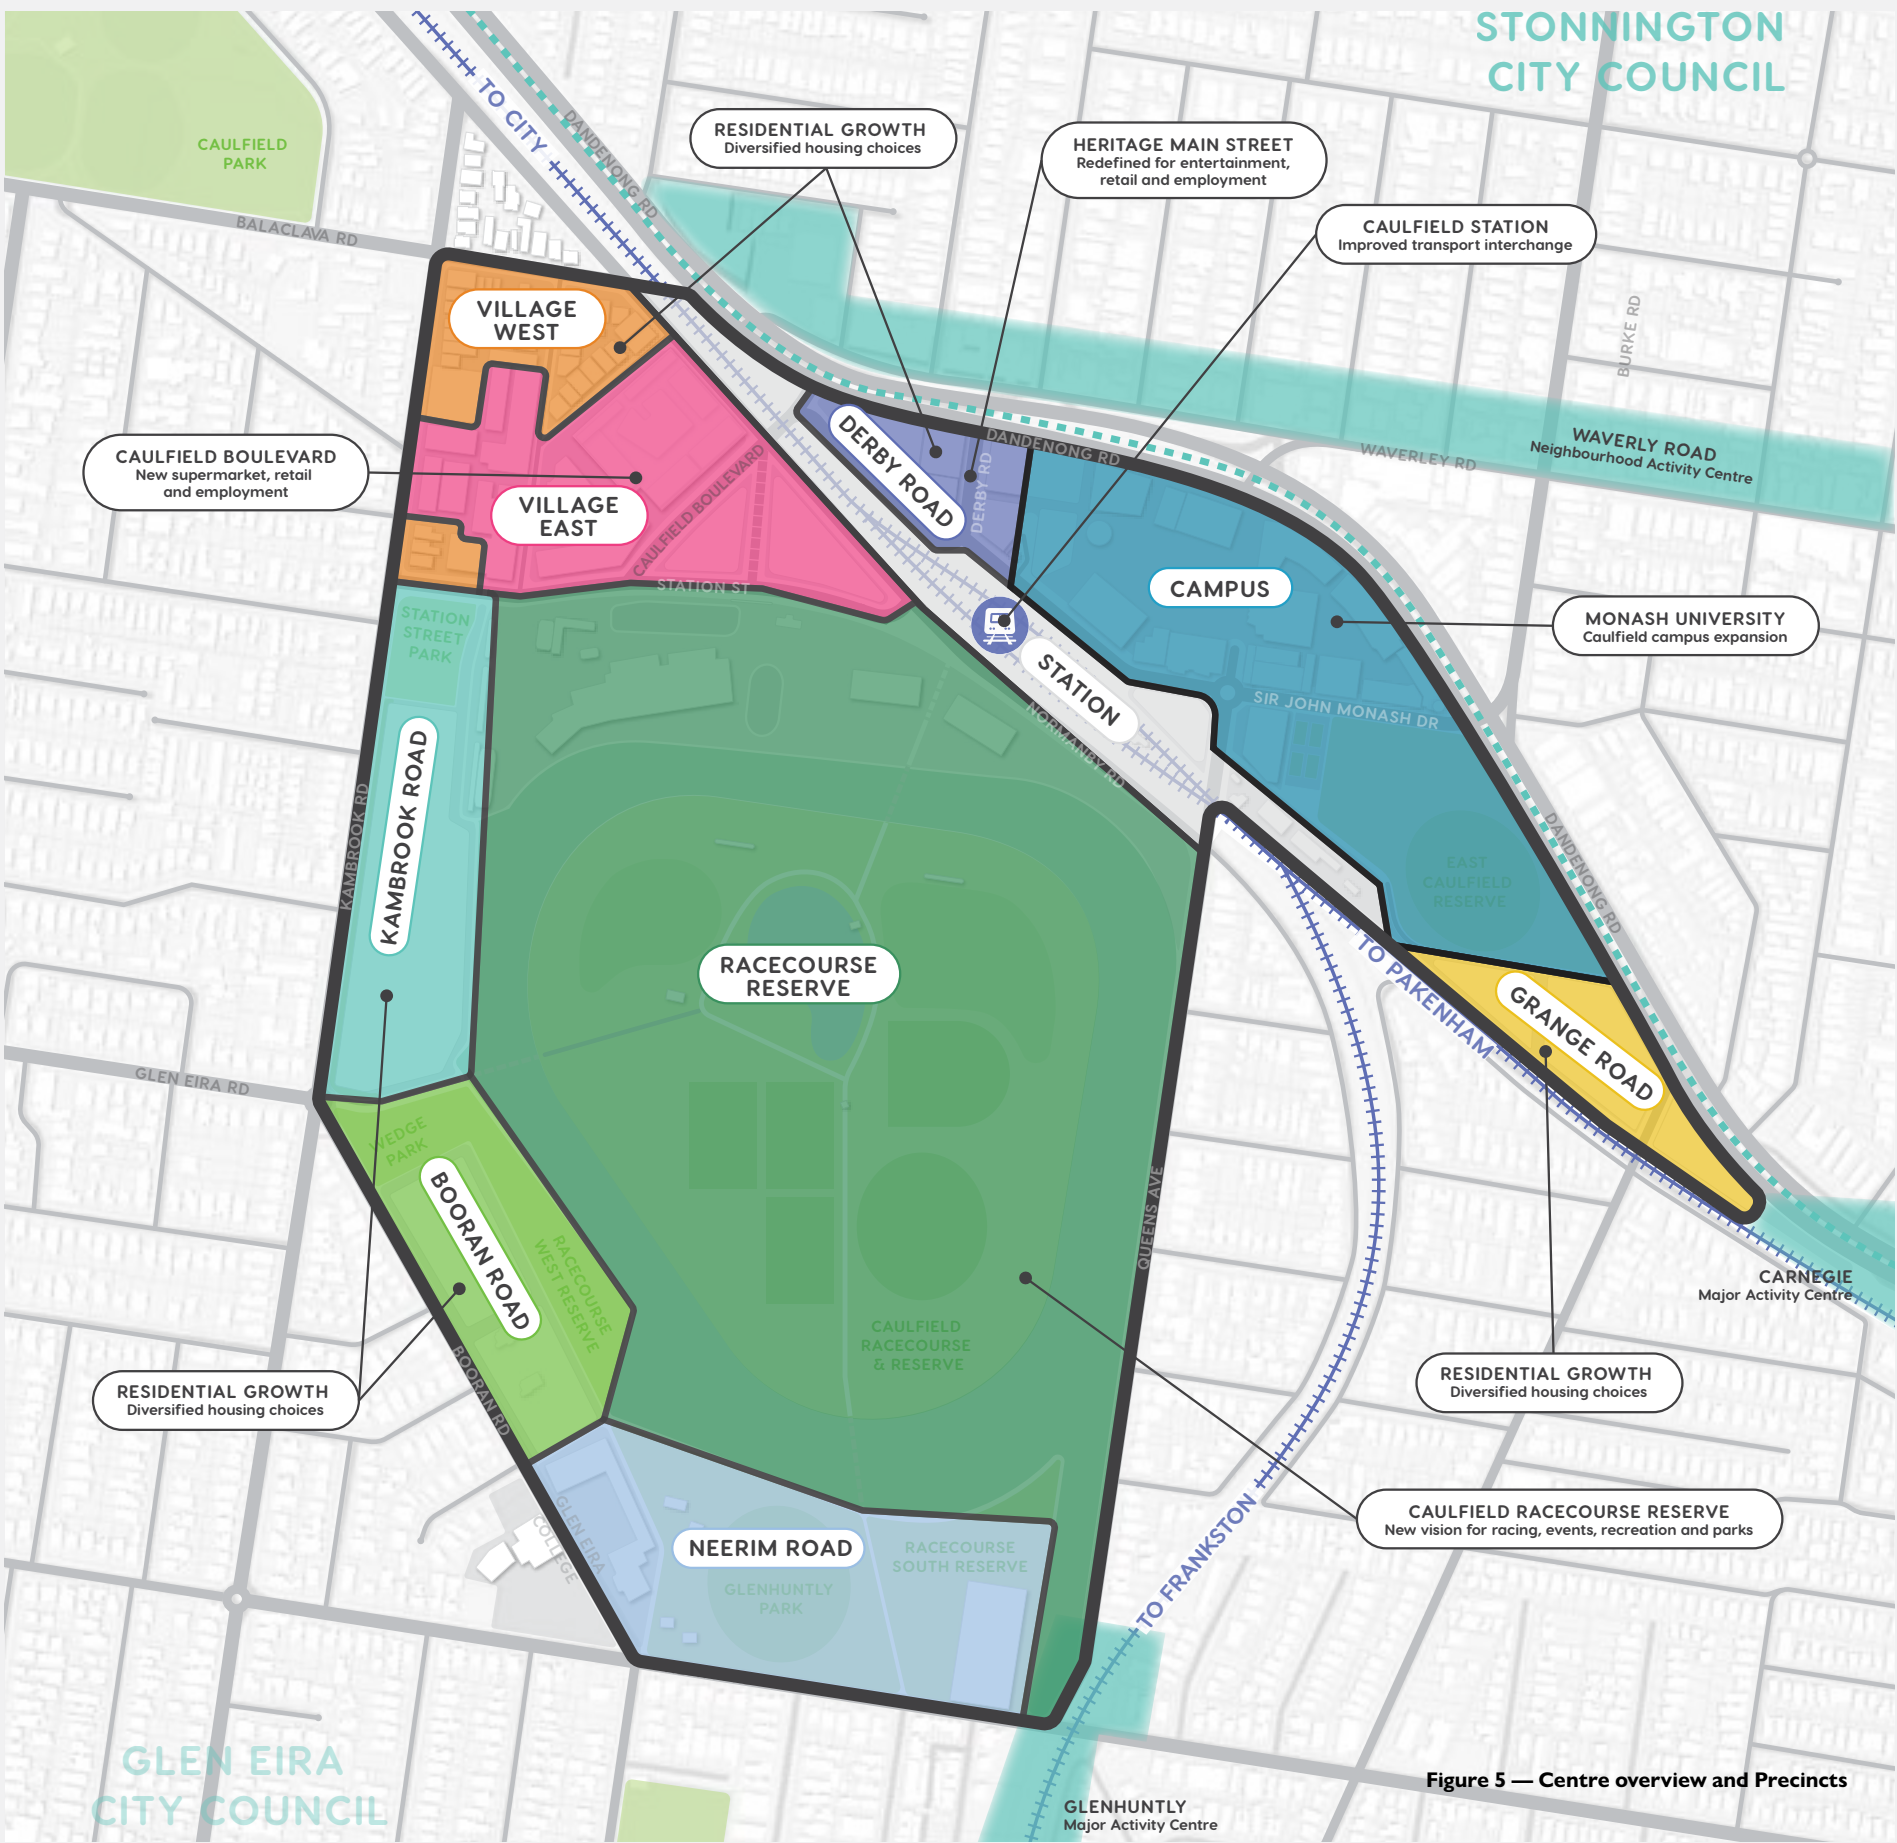 STONNINGTON
CITY COUNCIL
TO CITY
DANDENONG RD
CAULFIELD
PARK
BALACLAVA RD
RESIDENTIAL GROWTH
Diversified housing choices
HERITAGE MAIN STREET
Redefined for entertainment,
retail and employment
CAULFIELD STATION
Improved transport interchange
VILLAGE
WEST
BURKE RD
DERBY ROAD
DANDENONG RD
DERBY RD
WAVERLEY RD
WAVERLY ROAD
Neighbourhood Activity Centre
CAULFIELD BOULEVARD
New supermarket, retail
and employment
VILLAGE
EAST
CAULFIELD BOULEVARD
STATION ST
CAMPUS
MONASH UNIVERSITY
Caulfield campus expansion
STATION
STREET
PARK
STATION
NORMANBY RD
SIR JOHN MONASH DR
KAMBROOK ROAD
KAMBROOK RD
EAST
CAULFIELD
RESERVE
DANDENONG RD
RACECOURSE
RESERVE
TO PAKENHAM
GRANGE ROAD
GLEN EIRA RD
WEDGE
PARK
BOORAN ROAD
RACECOURSE
WEST RESERVE
QUEENS AVE
CARNEGIE
Major Activity Centre
CAULFIELD
RACECOURSE
& RESERVE
RESIDENTIAL GROWTH
Diversified housing choices
BOORAN RD
RESIDENTIAL GROWTH
Diversified housing choices
CAULFIELD RACECOURSE RESERVE
New vision for racing, events, recreation and parks
TO FRANKSTON
GLEN EIRA
COLLEGE
NEERIM ROAD
RACECOURSE
SOUTH RESERVE
GLENHUNTLY
PARK
GLEN EIRA
CITY COUNCIL
Figure 5 — Centre overview and Precincts
GLENHUNTLY
Major Activity Centre